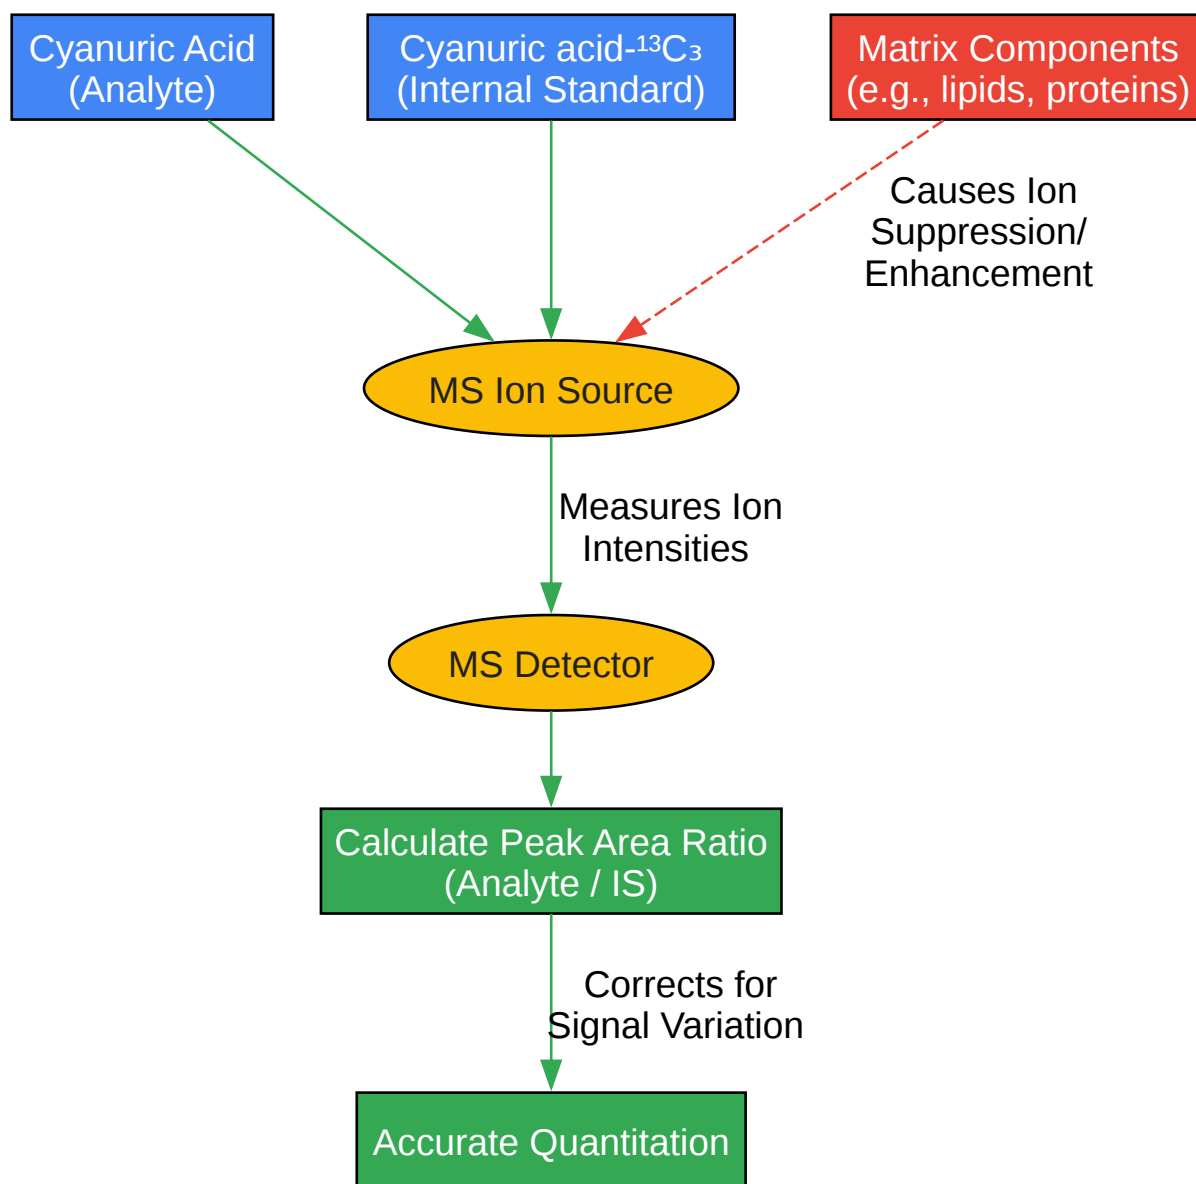 Cyanuric Acid
(Analyte)
Cyanuric acid-¹³C₃
(Internal Standard)
Matrix Components
(e.g., lipids, proteins)
Causes Ion
Suppression/
Enhancement
MS Ion Source
Measures Ion
Intensities
MS Detector
Calculate Peak Area Ratio
(Analyte / IS)
Corrects for
Signal Variation
Accurate Quantitation